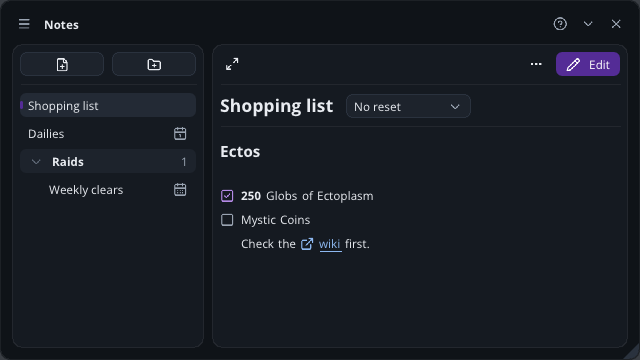 Notes
Edit
Shopping list
Dailies
Raids 1
Weekly clears
Shopping list No reset
Ectos
250 Globs of Ectoplasm
Mystic Coins
Check the wiki first.